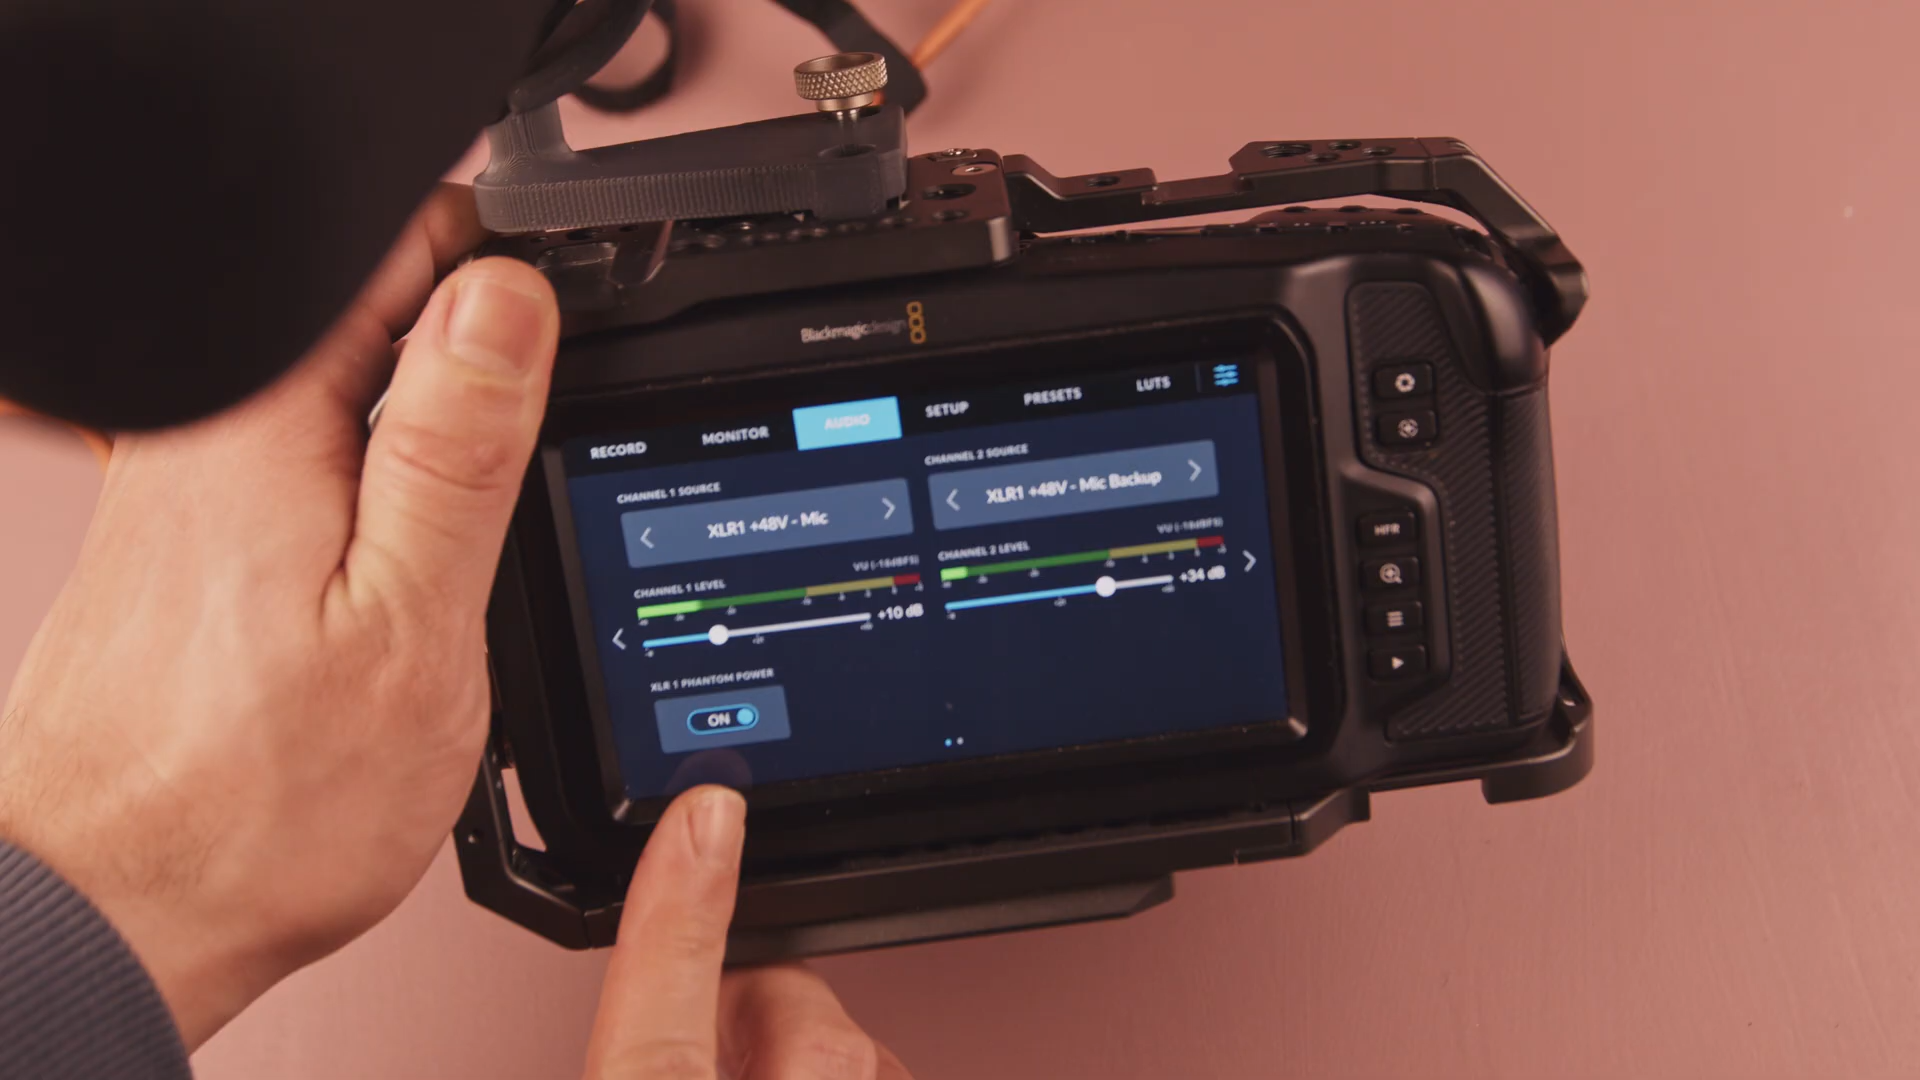 Blackmagicdesign
RECORD MONITOR AUDIO SETUP PRESETS LUTS
CHANNEL 1 SOURCE
XLR1 +48V - Mic
CHANNEL 2 SOURCE
XLR1 +48V - Mic Backup
CHANNEL 1 LEVEL
VU (-18dBFS)
+10 dB
CHANNEL 2 LEVEL
VU (-18dBFS)
+34 dB
XLR 1 PHANTOM POWER
ON
HFR